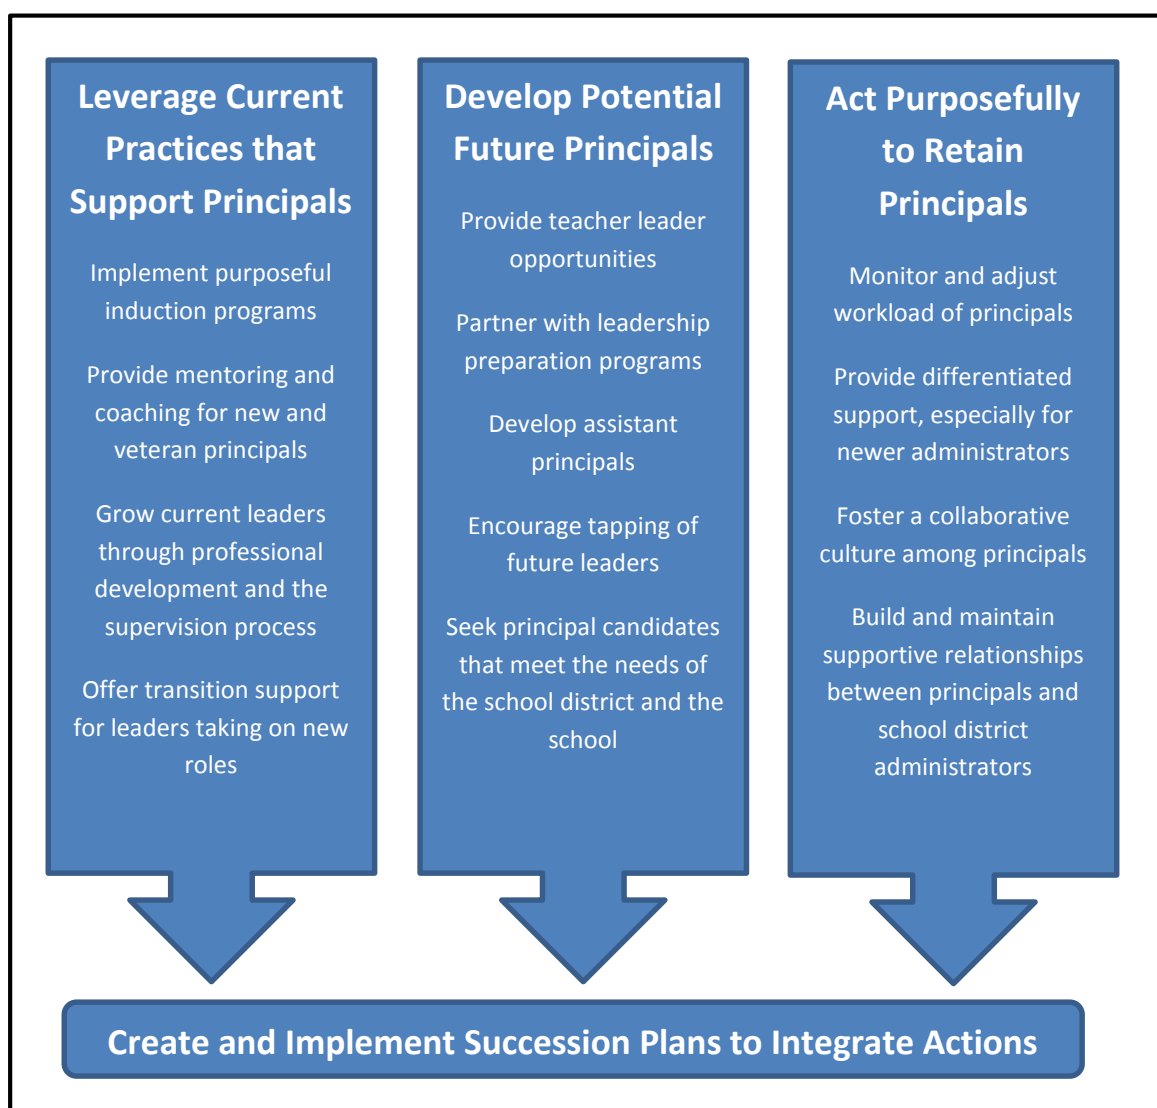 Leverage Current
Practices that
Support Principals
Implement purposeful
induction programs
Provide mentoring and
coaching for new and
veteran principals
Grow current leaders
through professional
development and the
supervision process
Offer transition support
for leaders taking on new
roles
Develop Potential
Future Principals
Provide teacher leader
opportunities
Partner with leadership
preparation programs
Develop assistant
principals
Encourage tapping of
future leaders
Seek principal candidates
that meet the needs of
the school district and the
school
Act Purposefully
to Retain
Principals
Monitor and adjust
workload of principals
Provide differentiated
support, especially for
newer administrators
Foster a collaborative
culture among principals
Build and maintain
supportive relationships
between principals and
school district
administrators
Create and Implement Succession Plans to Integrate Actions